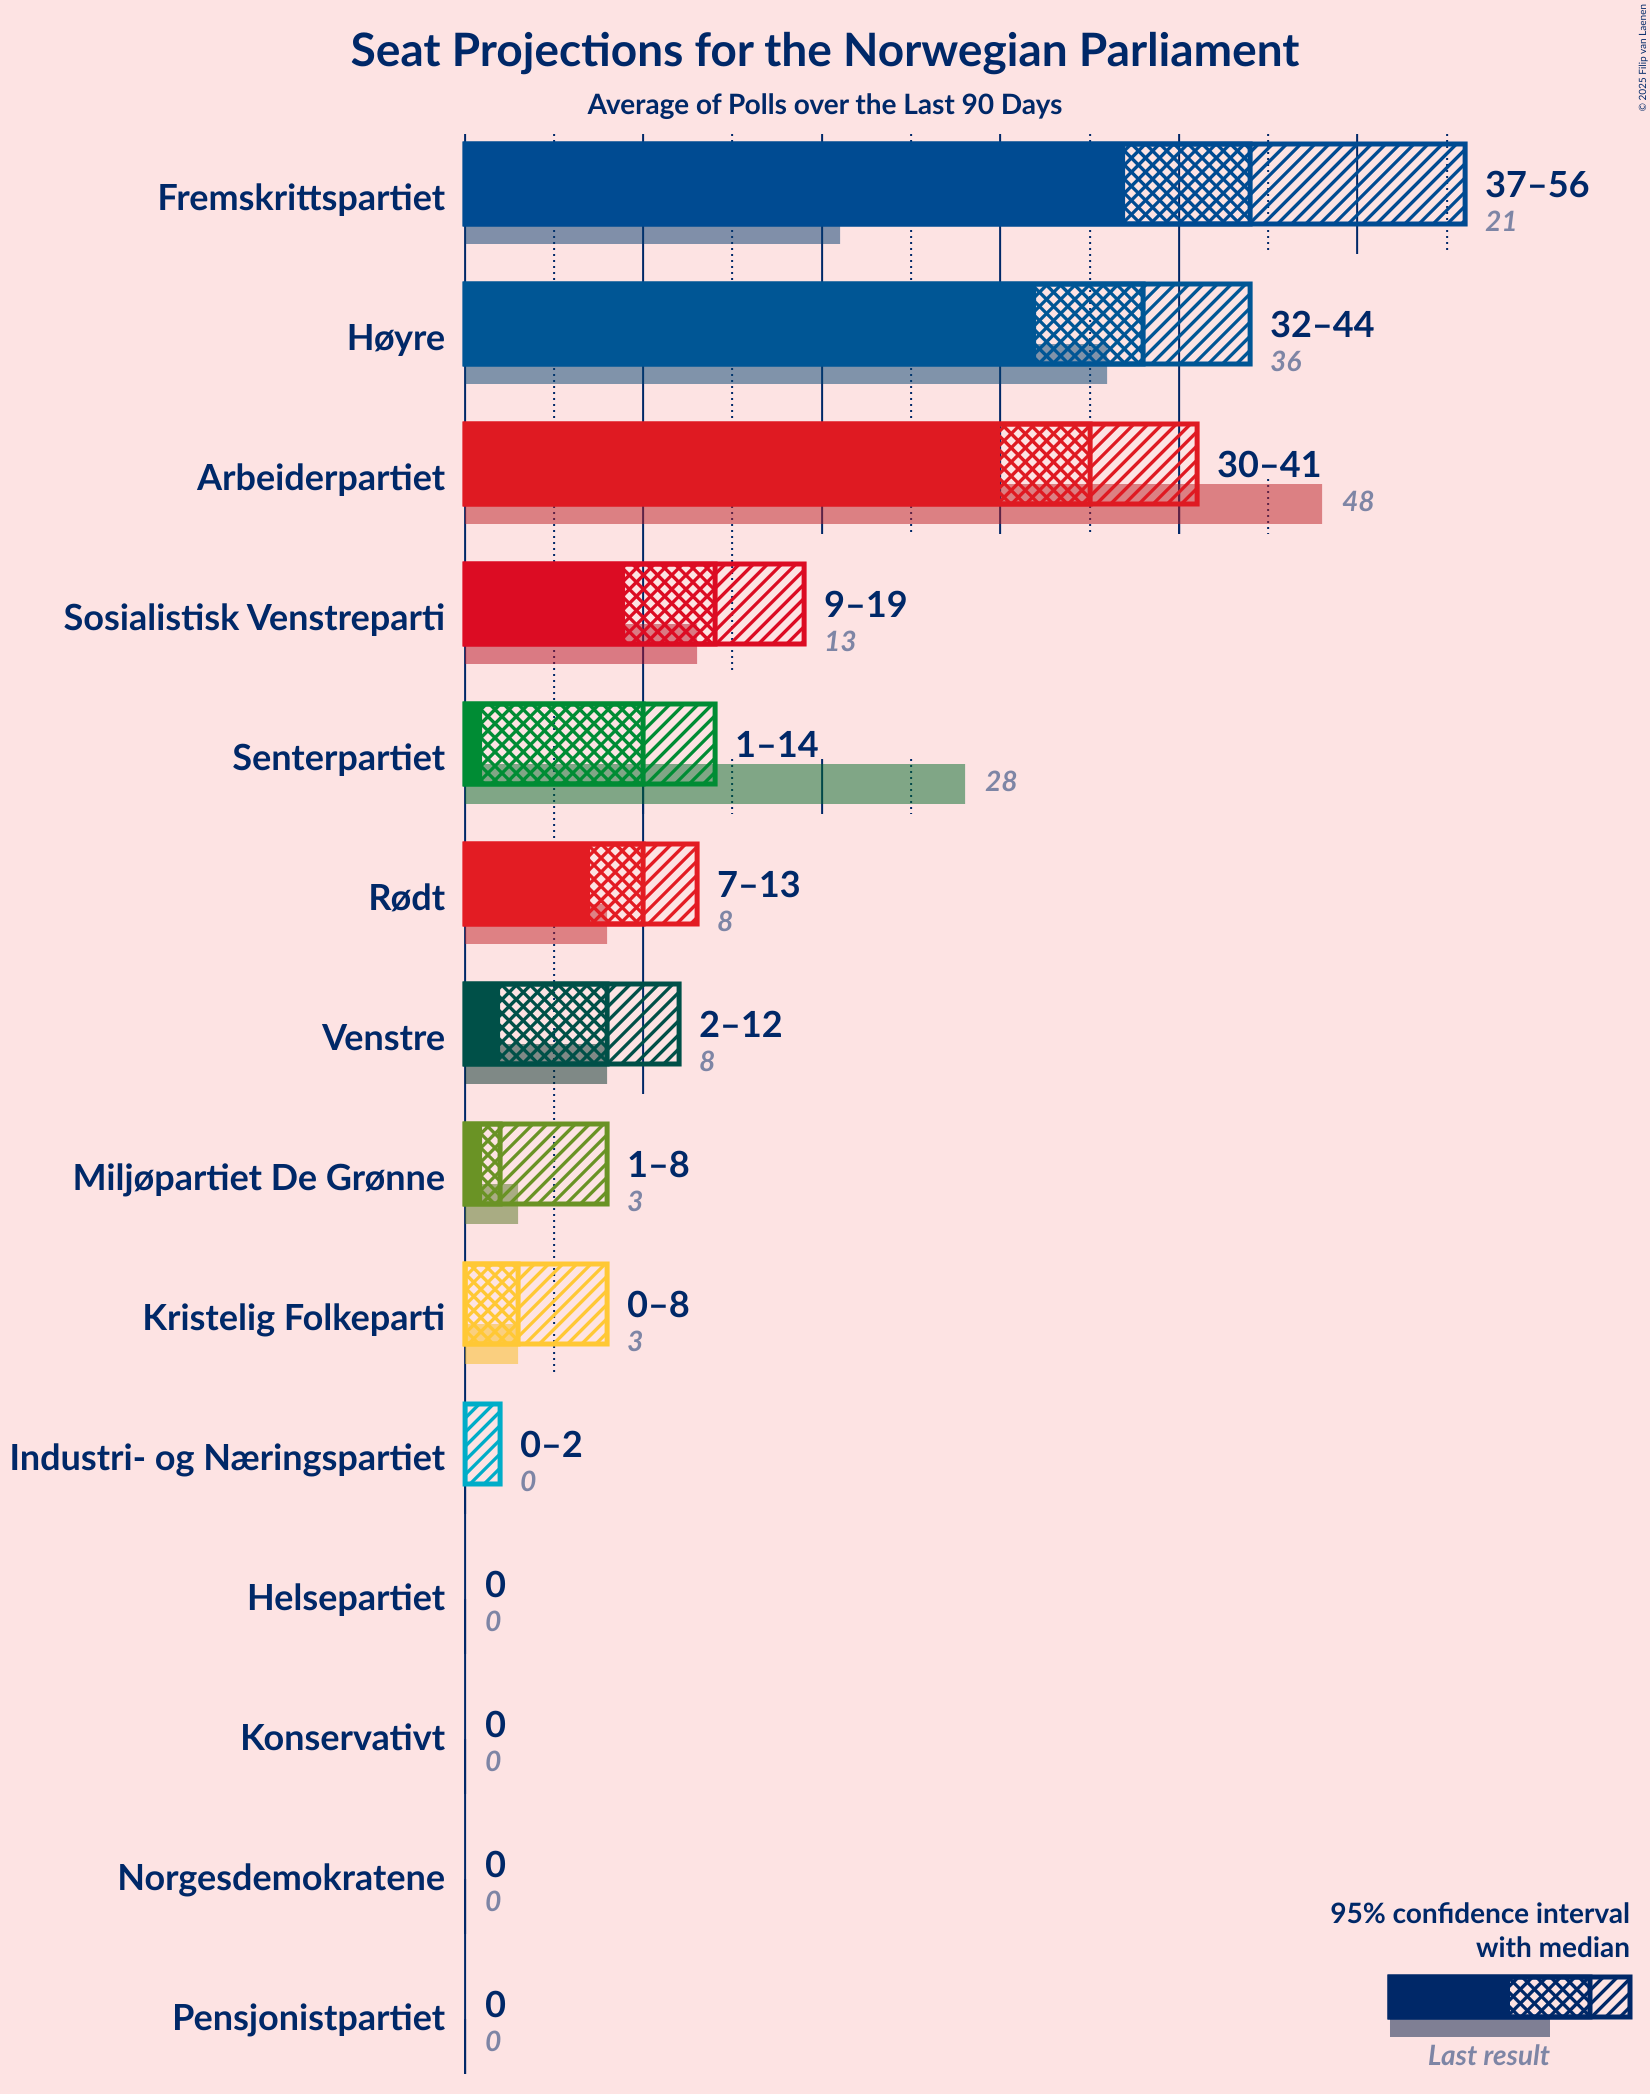 Seat Projections for the Norwegian Parliament
Average of Polls over the Last 90 Days
© 2025 Filip van Laenen
Fremskrittspartiet
37–56
21
Høyre
32–44
36
Arbeiderpartiet
30–41
48
Sosialistisk Venstreparti
9–19
13
Senterpartiet
1–14
28
Rødt
7–13
8
Venstre
2–12
8
Miljøpartiet De Grønne
1–8
3
Kristelig Folkeparti
0–8
3
Industri- og Næringspartiet
0–2
0
Helsepartiet
0
0
Konservativt
0
0
Norgesdemokratene
0
0
Pensjonistpartiet
0
0
95% confidence interval
with median
Last result